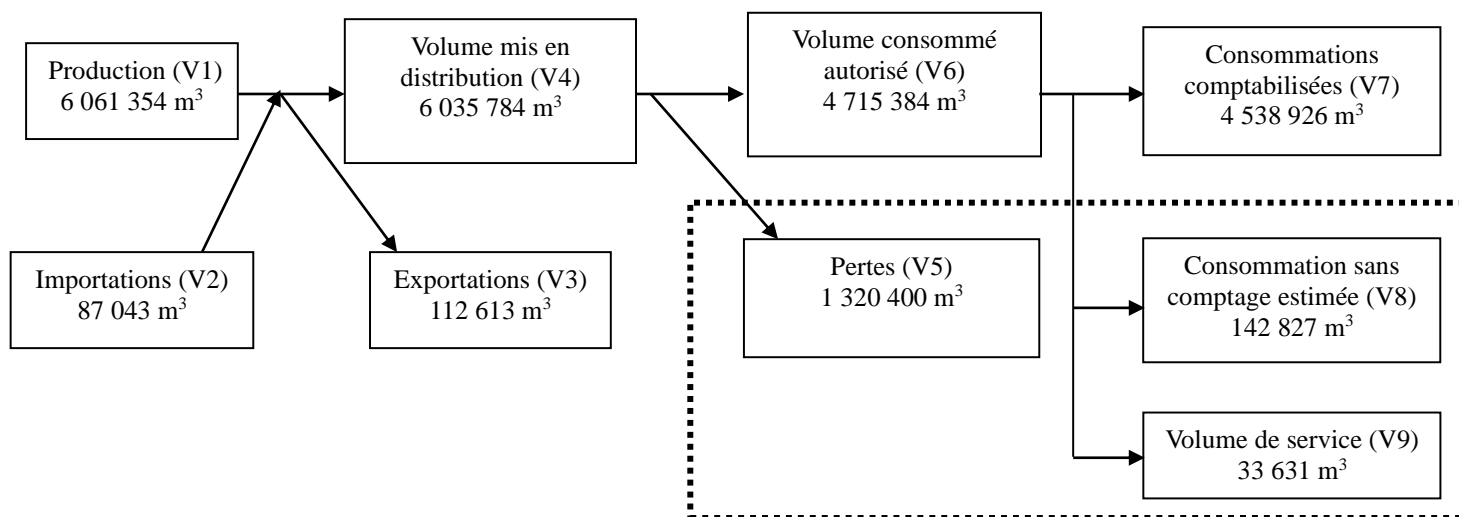 Production (V1)
6 061 354 m³
Volume mis en
distribution (V4)
6 035 784 m³
Volume consommé
autorisé (V6)
4 715 384 m³
Consommations
comptabilisées (V7)
4 538 926 m³
Importations (V2)
87 043 m³
Exportations (V3)
112 613 m³
Pertes (V5)
1 320 400 m³
Consommation sans
comptage estimée (V8)
142 827 m³
Volume de service (V9)
33 631 m³